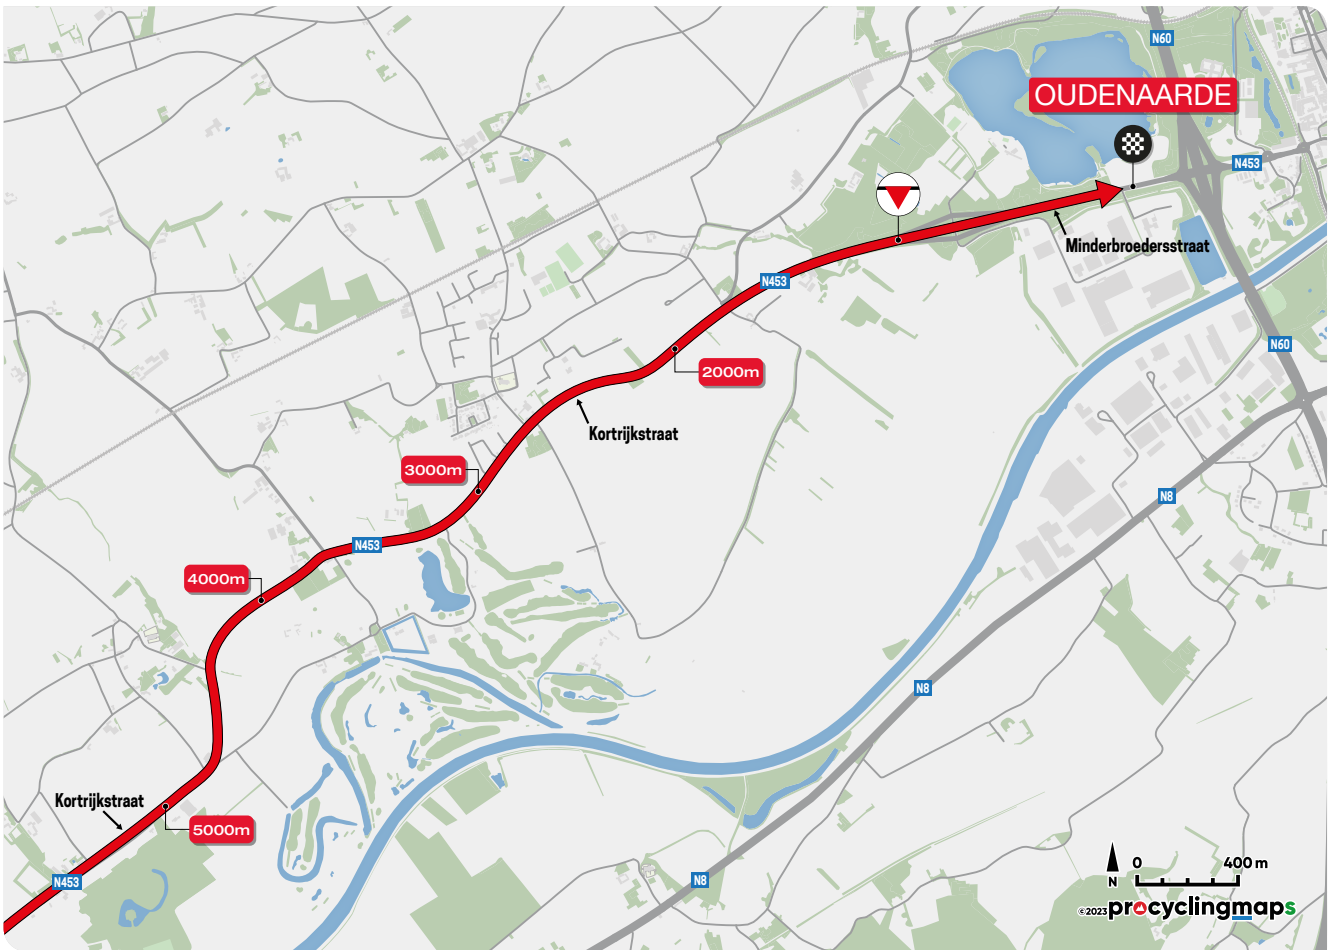 N60
OUDENAARDE
N453
Minderbroedersstraat
N453
N60
2000m
Kortrijkstraat
3000m
N8
N453
4000m
N8
Kortrijkstraat
5000m
N453
N8
N
0 400 m
©2023 procyclingmaps